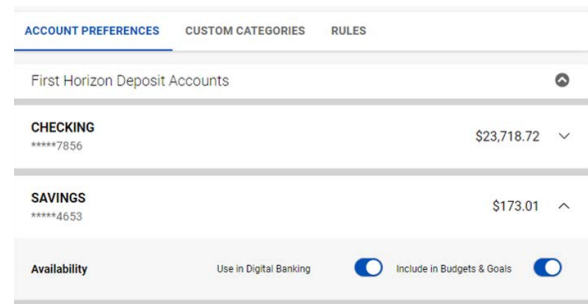 ACCOUNT PREFERENCES CUSTOM CATEGORIES RULES
First Horizon Deposit Accounts
CHECKING
*****7856
$23,718.72
SAVINGS
*****4653
$173.01
Availability Use in Digital Banking Include in Budgets & Goals